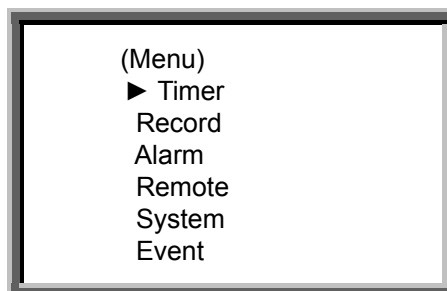 (Menu)
► Timer
Record
Alarm
Remote
System
Event